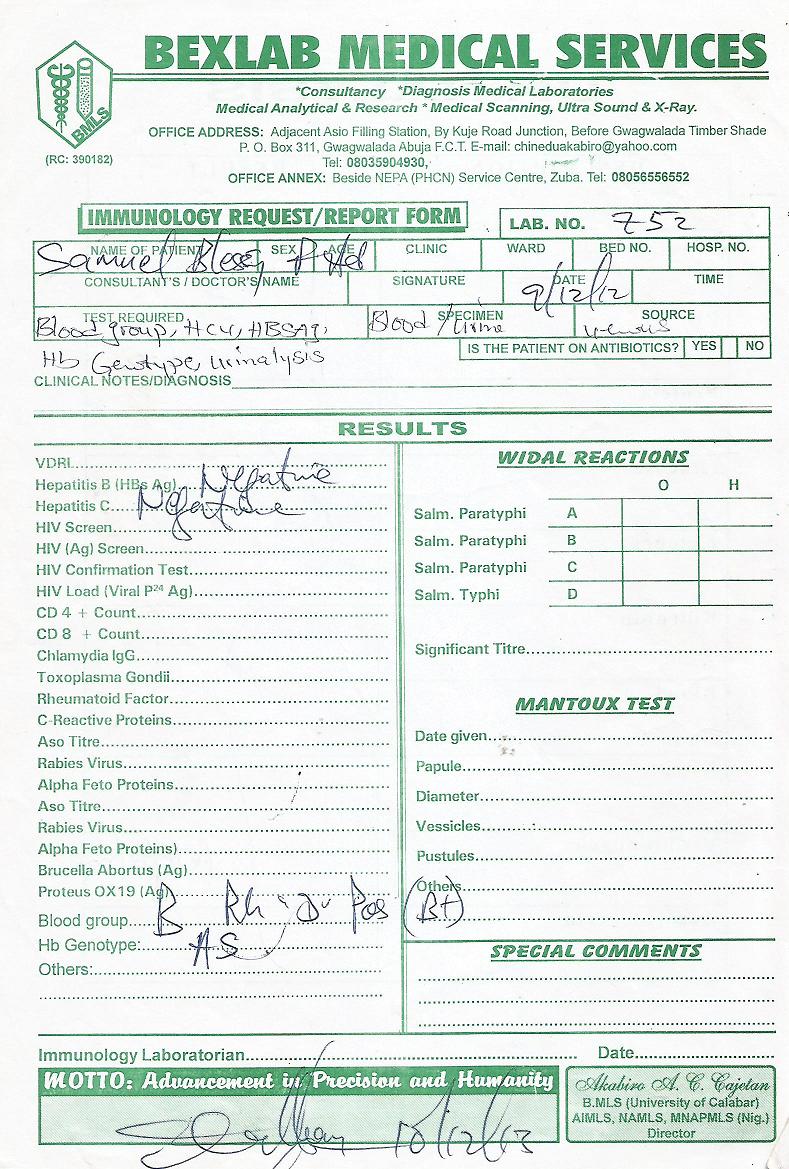 BEXLAB MEDICAL SERVICES
BMLS
(RC: 390182)
*Consultancy *Diagnosis Medical Laboratories
Medical Analytical & Research * Medical Scanning, Ultra Sound & X-Ray.
OFFICE ADDRESS: Adjacent Asio Filling Station, By Kuje Road Junction, Before Gwagwalada Timber Shade
P. O. Box 311, Gwagwalada Abuja F.C.T. E-mail: chineduakabiro@yahoo.com
Tel: 08035904930,
OFFICE ANNEX: Beside NEPA (PHCN) Service Centre, Zuba. Tel: 08056556552
IMMUNOLOGY REQUEST/REPORT FORM
LAB. NO. 752
NAME OF PATIENT SEX AGE CLINIC WARD BED NO. HOSP. NO.
Samuel
CONSULTANT'S / DOCTOR'S NAME SIGNATURE DATE TIME
9/12/12
TEST REQUIRED SPECIMEN SOURCE
Blood group, HCV, HBSAg, Blood / Urine
Hb Genotype, Urinalysis
IS THE PATIENT ON ANTIBIOTICS? YES NO
CLINICAL NOTES/DIAGNOSIS
RESULTS
VDRL
Hepatitis B (HBs Ag) Negative
Hepatitis C Negative
HIV Screen
HIV (Ag) Screen
HIV Confirmation Test
HIV Load (Viral P24 Ag)
CD 4 + Count
CD 8 + Count
Chlamydia IgG
Toxoplasma Gondii
Rheumatoid Factor
C-Reactive Proteins
Aso Titre
Rabies Virus
Alpha Feto Proteins
Aso Titre
Rabies Virus
Alpha Feto Proteins)
Brucella Abortus (Ag)
Proteus OX19 (Ag)
Blood group B Rh "D" Pos (B+)
Hb Genotype: AS
Others:
WIDAL REACTIONS
O H
Salm. Paratyphi A
Salm. Paratyphi B
Salm. Paratyphi C
Salm. Typhi D
Significant Titre
MANTOUX TEST
Date given
Papule
Diameter
Vessicles
Pustules
Others
SPECIAL COMMENTS
Immunology Laboratorian Date
MOTTO: Advancement in Precision and Humanity
10/12/13
Akabiro A. C. Cajetan
B.MLS (University of Calabar)
AIMLS, NAMLS, MNAPMLS (Nig.)
Director